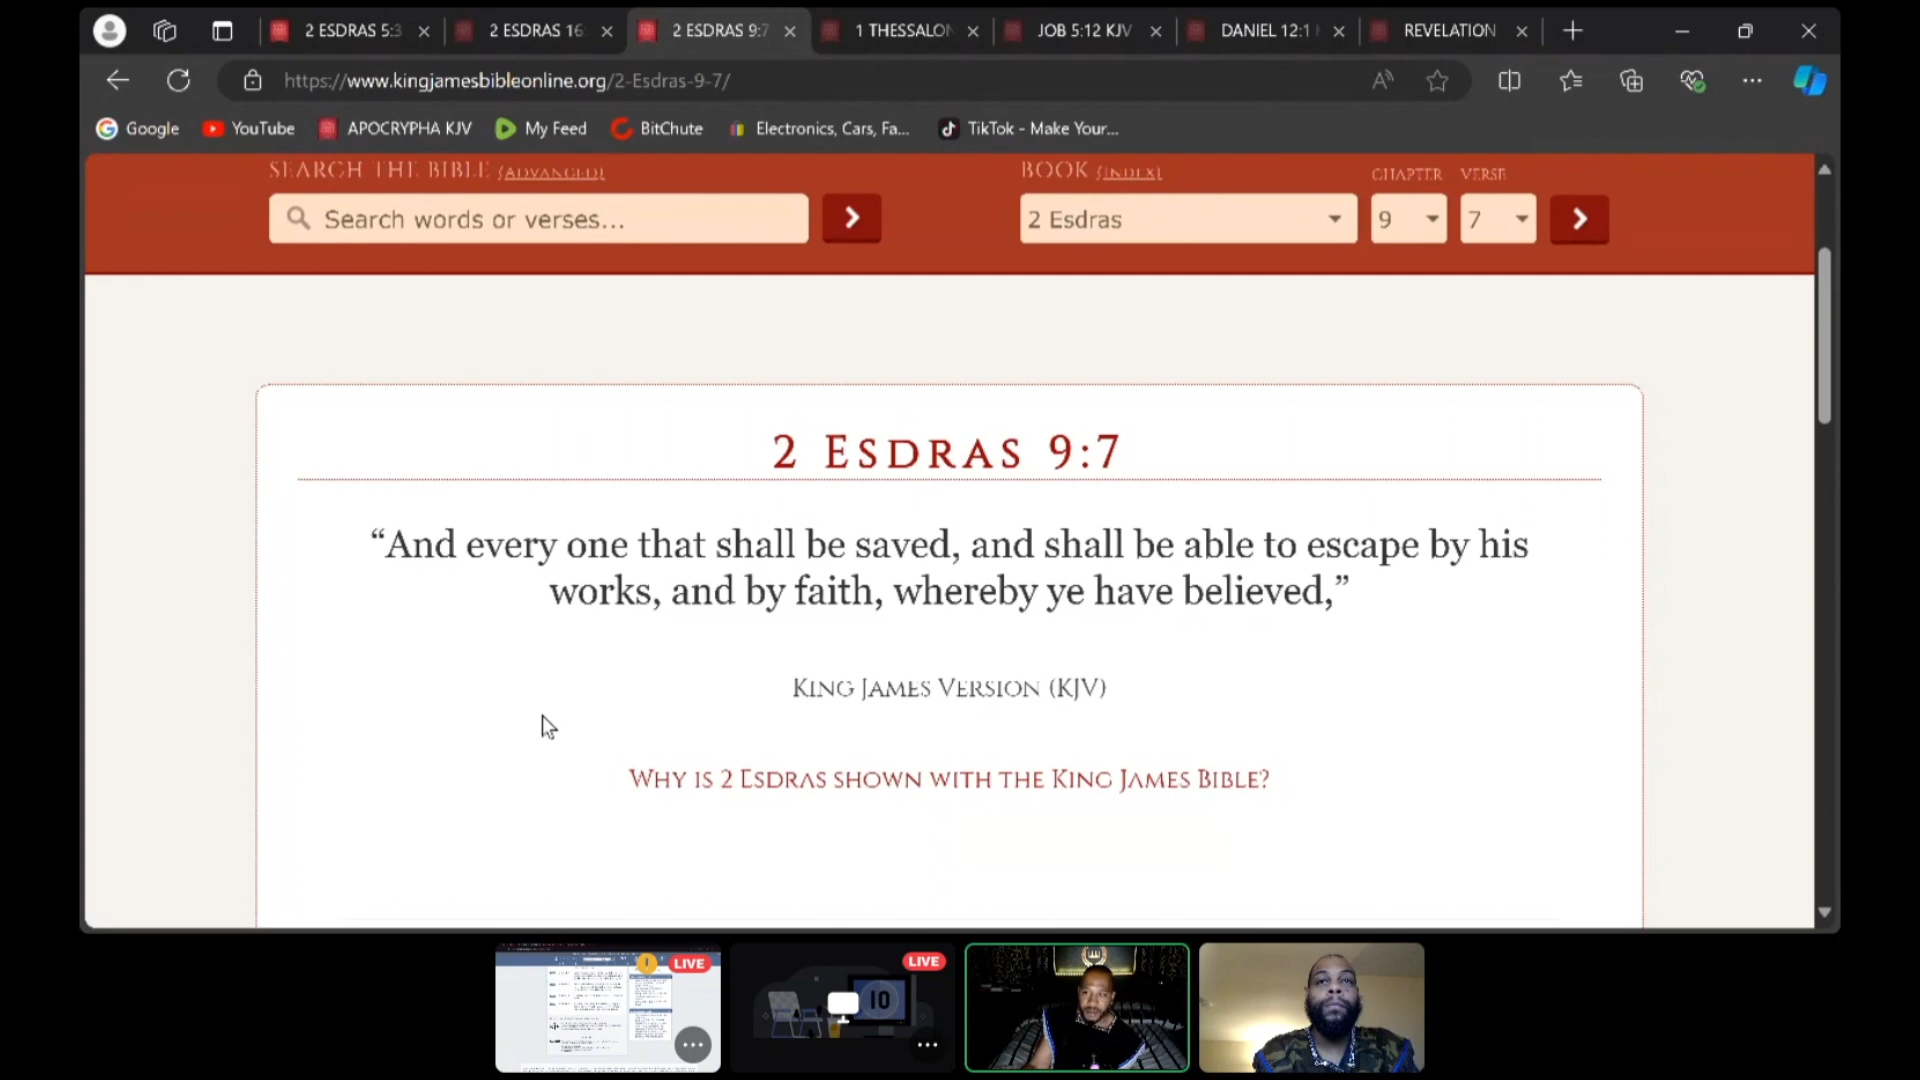 2 ESDRAS 5:3
2 ESDRAS 16:
2 ESDRAS 9:7
1 THESSALON
JOB 5:12 KJV
DANIEL 12:1
REVELATION
https://www.kingjamesbibleonline.org/2-Esdras-9-7/
Google
YouTube
APOCRYPHA KJV
My Feed
BitChute
Electronics, Cars, Fa...
TikTok - Make Your...
SEARCH THE BIBLE (ADVANCED)
BOOK (INDEX)
CHAPTER
VERSE
Search words or verses...
2 Esdras
9
7
2 ESDRAS 9:7
“And every one that shall be saved, and shall be able to escape by his
works, and by faith, whereby ye have believed,”
KING JAMES VERSION (KJV)
WHY IS 2 ESDRAS SHOWN WITH THE KING JAMES BIBLE?
LIVE
LIVE
10